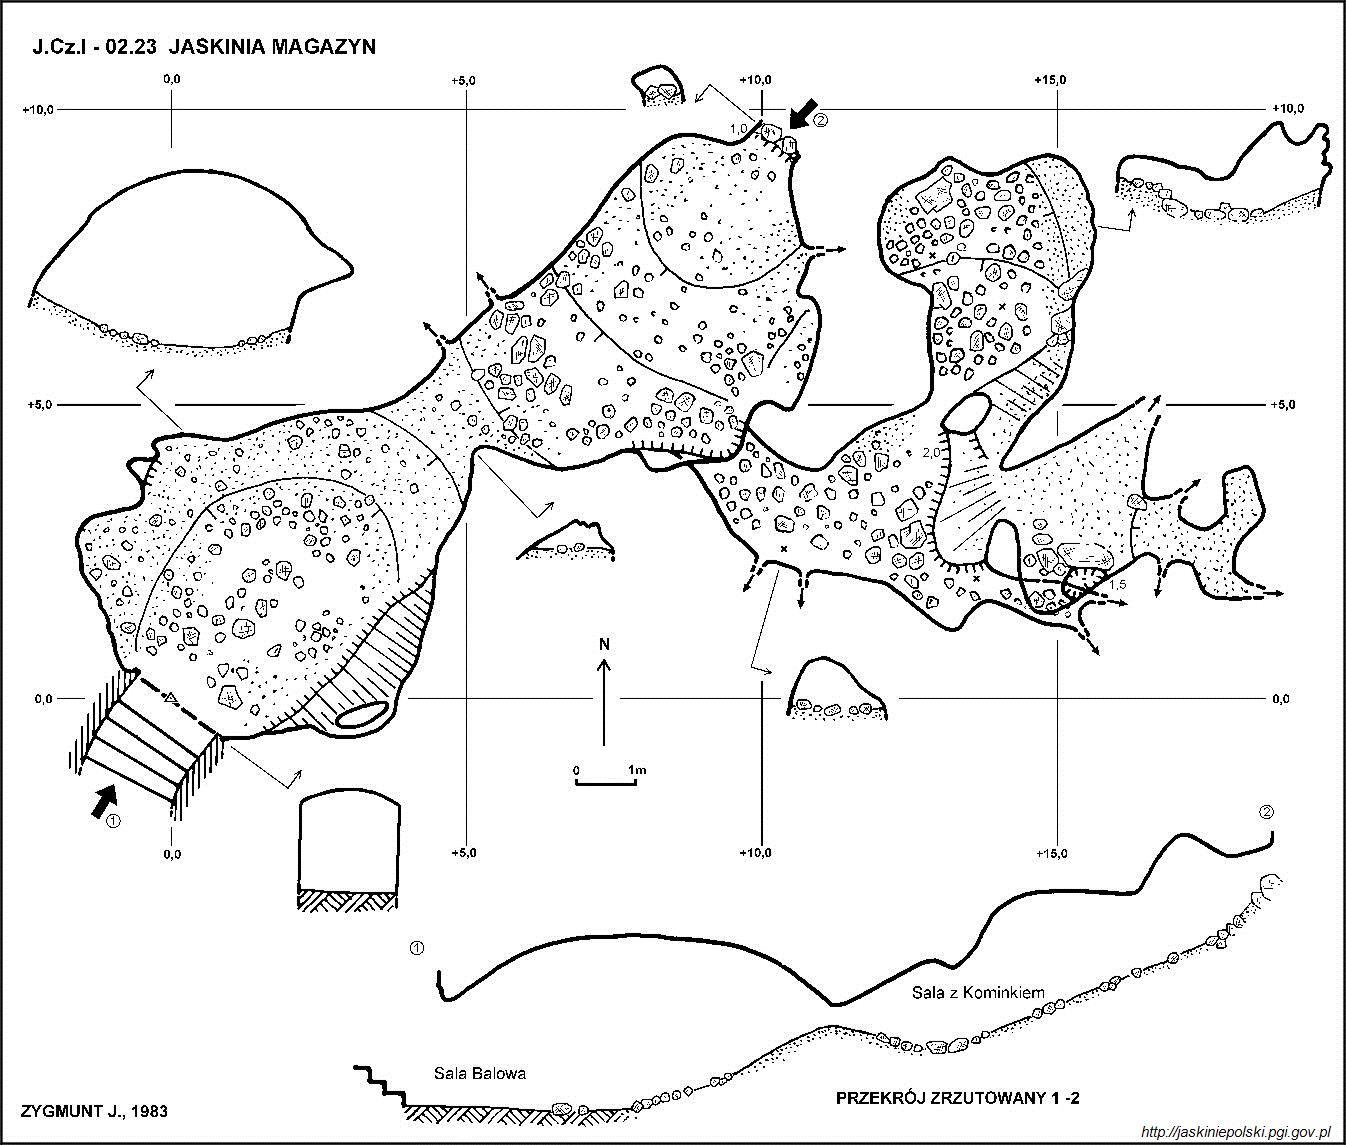 J.Cz.I - 02.23 JASKINIA MAGAZYN
0,0
+5,0
+10,0
+15,0
+10,0
+10,0
1,0
②
+5,0
+5,0
2,0
1,5
N
0,0
0,0
0 1m
①
0,0
+5,0
+10,0
+15,0
②
①
Sala z Kominkiem
Sala Balowa
PRZEKRÓJ ZRZUTOWANY 1 -2
ZYGMUNT J., 1983
http://jaskiniepolski.pgi.gov.pl